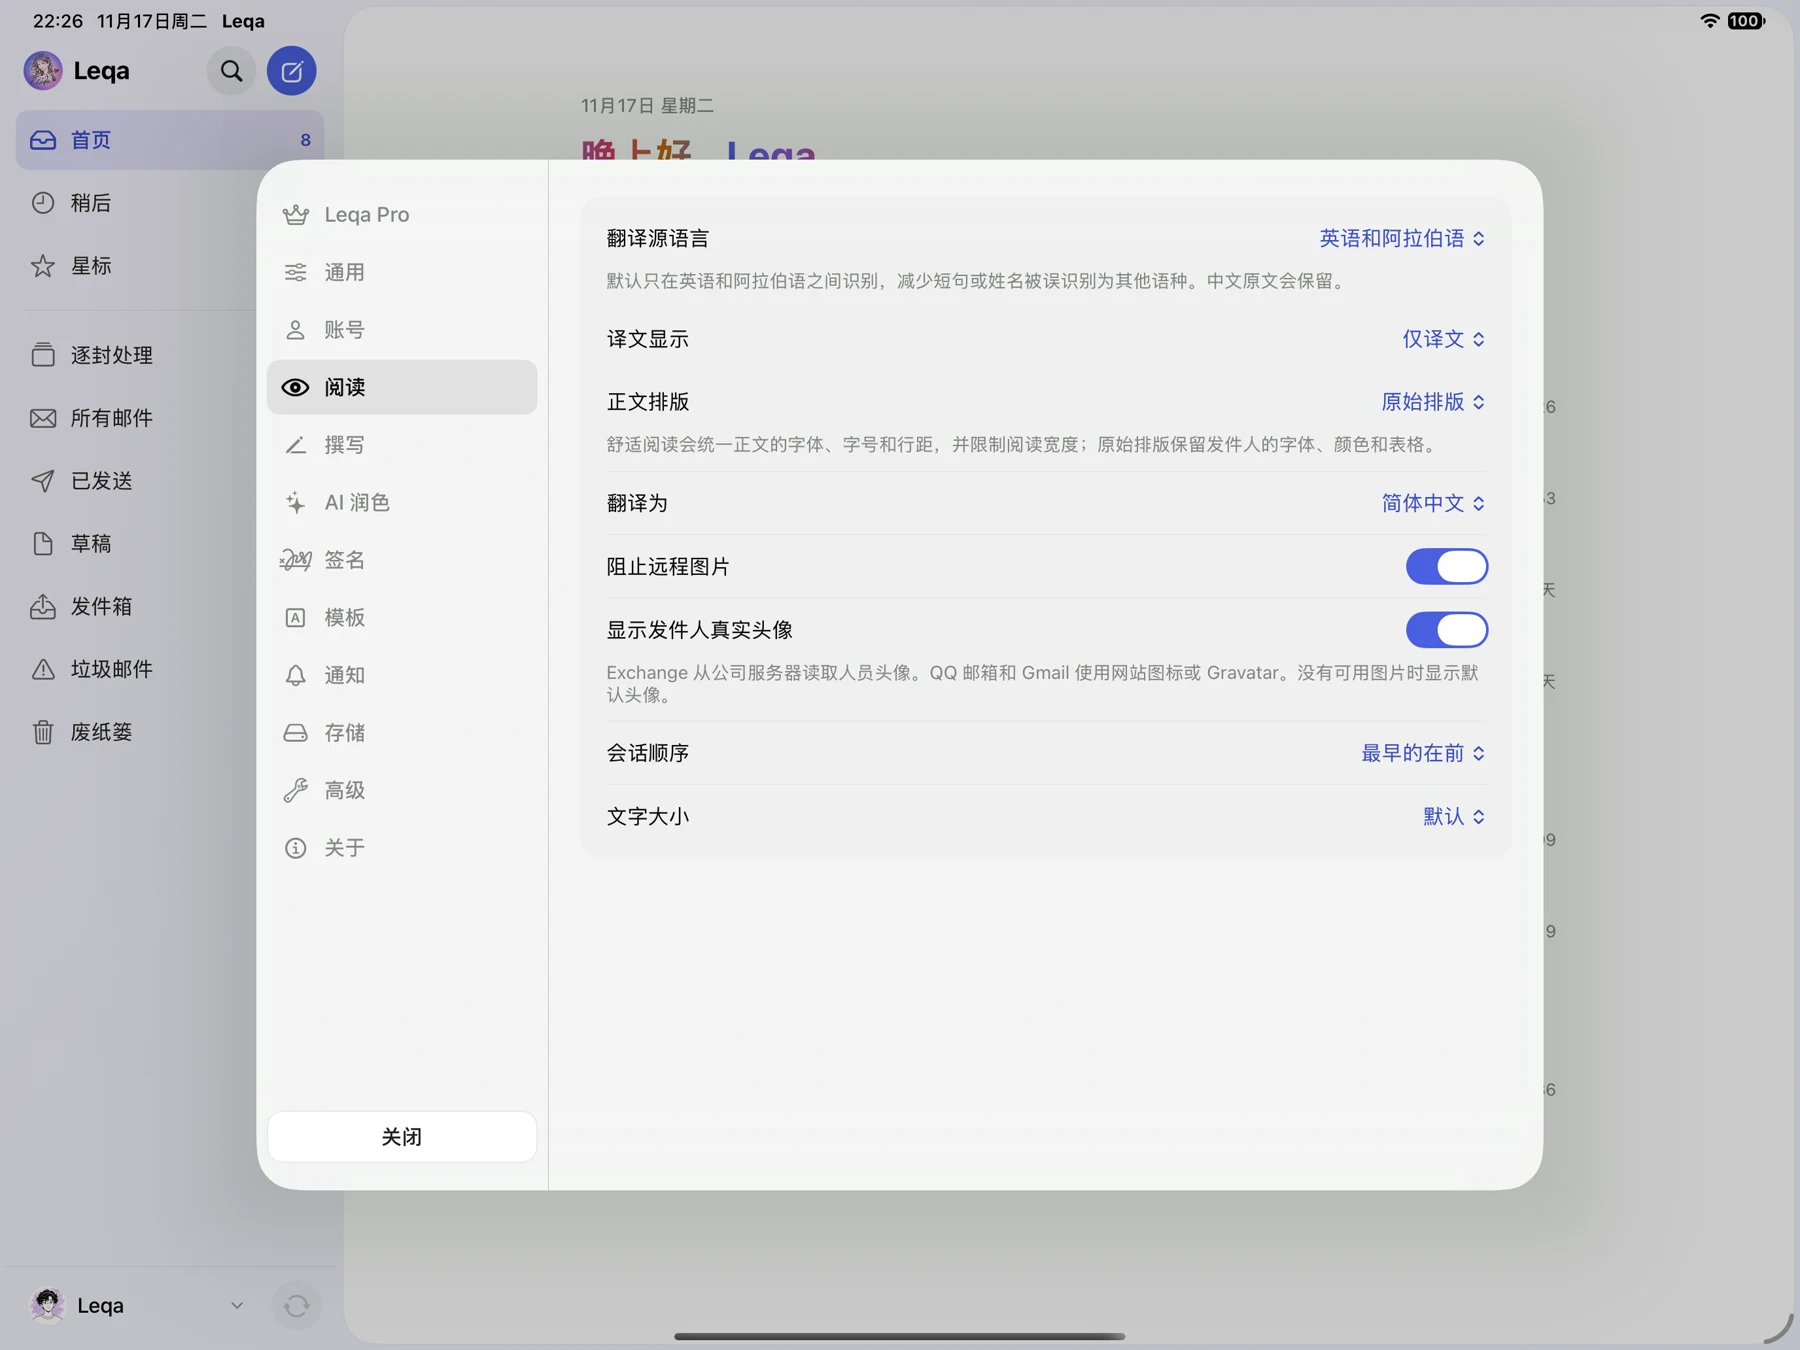 22:26 11月17日周二 Leqa
100
Leqa
首页 8
稍后
星标
逐封处理
所有邮件
已发送
草稿
发件箱
垃圾邮件
废纸篓
Leqa
11月17日 星期二
晚上好，Leqa
Leqa Pro
通用
账号
阅读
撰写
AI 润色
签名
模板
通知
存储
高级
关于
关闭
翻译源语言 英语和阿拉伯语
默认只在英语和阿拉伯语之间识别，减少短句或姓名被误识别为其他语种。中文原文会保留。
译文显示 仅译文
正文排版 原始排版
舒适阅读会统一正文的字体、字号和行距，并限制阅读宽度；原始排版保留发件人的字体、颜色和表格。
翻译为 简体中文
阻止远程图片
显示发件人真实头像
Exchange 从公司服务器读取人员头像。QQ 邮箱和 Gmail 使用网站图标或 Gravatar。没有可用图片时显示默
认头像。
会话顺序 最早的在前
文字大小 默认